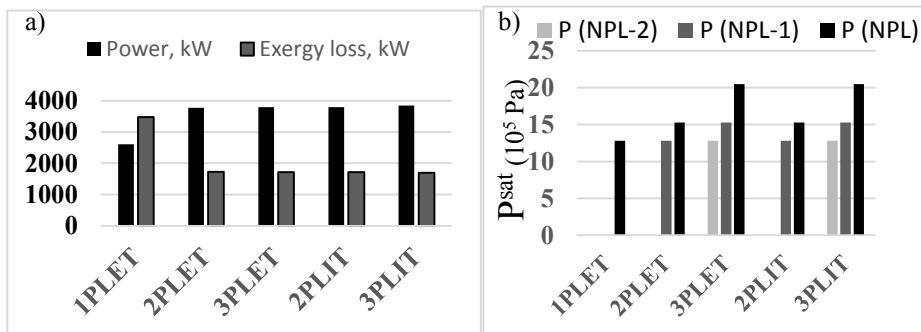 a)
Power, kW Exergy loss, kW
4000
3000
2000
1000
0
1PLET 2PLET 3PLET 2PLIT 3PLIT
b)
P (NPL-2) P (NPL-1) P (NPL)
Psat (10⁵ Pa)
25
20
15
10
5
0
1PLET 2PLET 3PLET 2PLIT 3PLIT